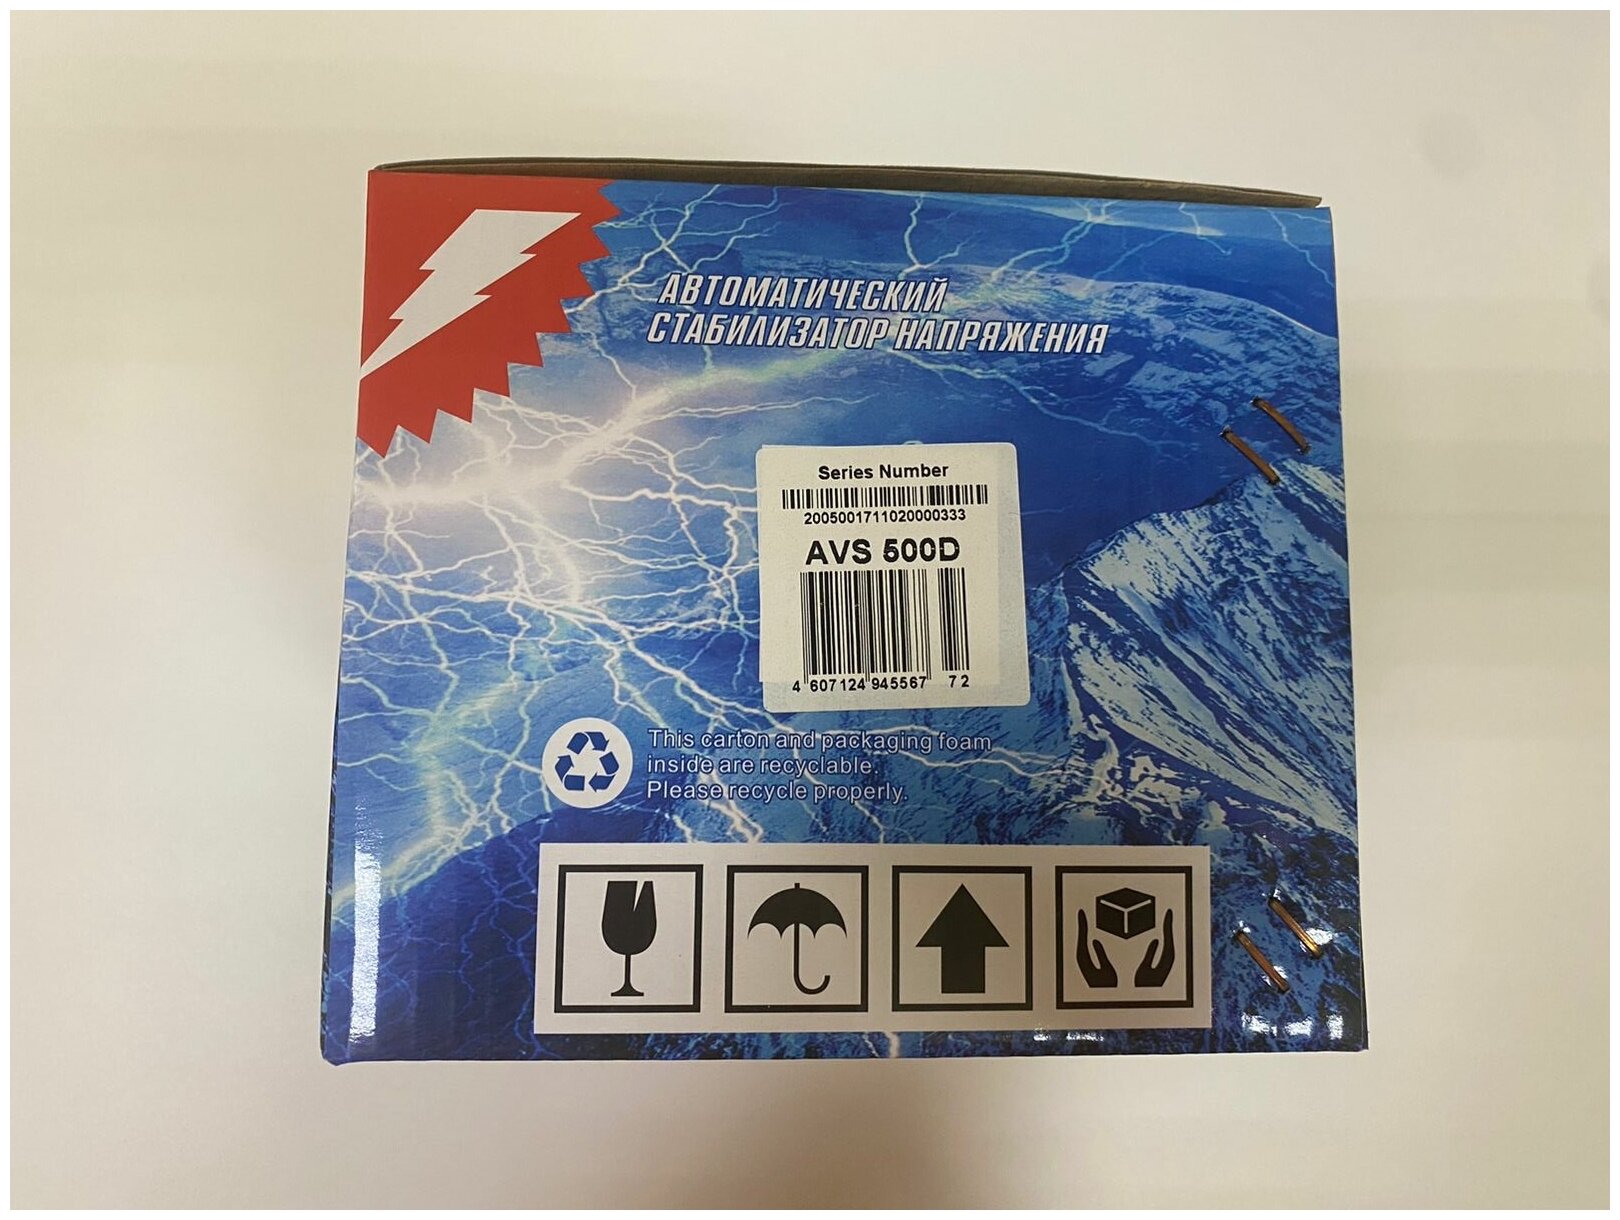 АВТОМАТИЧЕСКИЙ
СТАБИЛИЗАТОР НАПРЯЖЕНИЯ
Series Number
2005001711020000333
AVS 500D
4 607124 945567 72
This carton and packaging foam
inside are recyclable.
Please recycle properly.